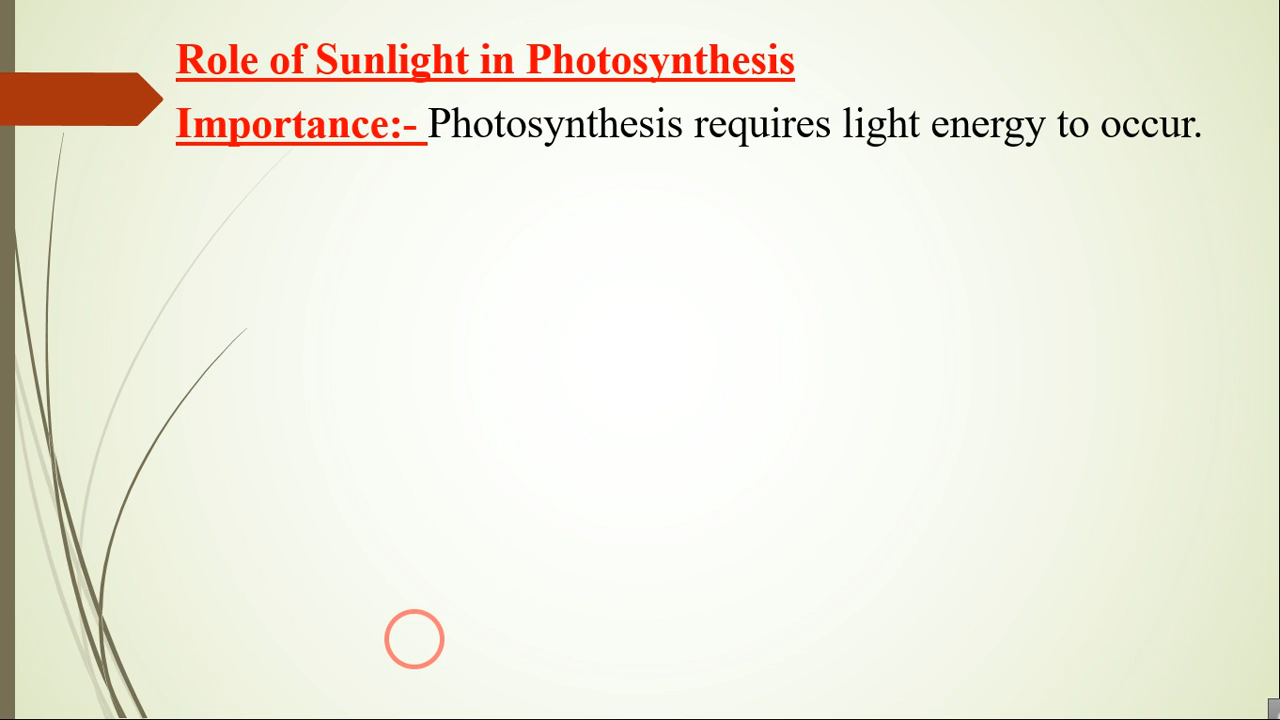 Role of Sunlight in Photosynthesis
Importance:- Photosynthesis requires light energy to occur.